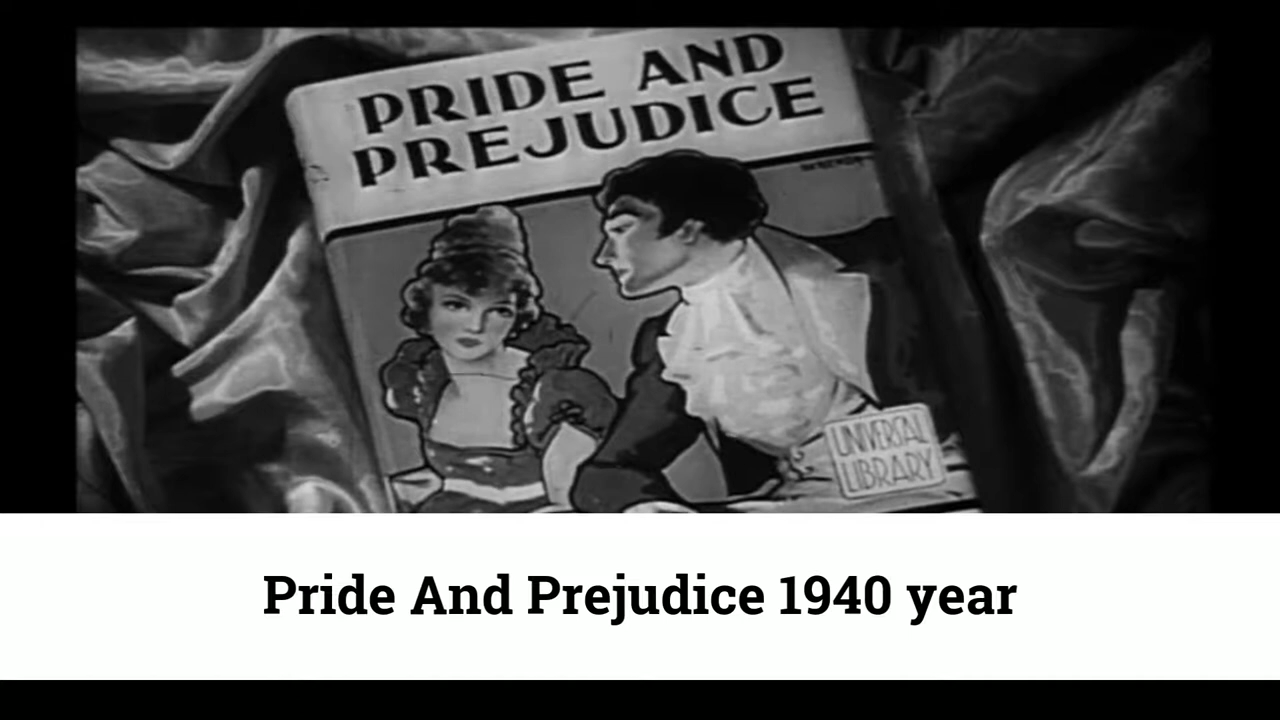 PRIDE AND
PREJUDICE
UNIVERSAL
LIBRARY
Pride And Prejudice 1940 year